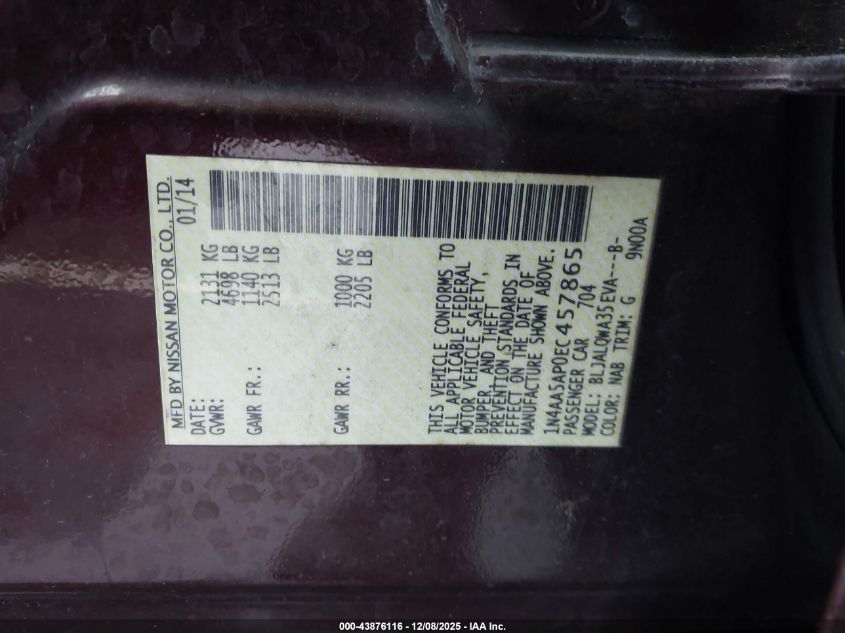 MFD BY NISSAN MOTOR CO., LTD.
DATE: 01/14
GVWR: 2131 KG
4698 LB
GAWR FR.: 1140 KG
2513 LB
GAWR RR.: 1000 KG
2205 LB
THIS VEHICLE CONFORMS TO
ALL APPLICABLE FEDERAL
MOTOR VEHICLE SAFETY,
BUMPER, AND THEFT
PREVENTION STANDARDS IN
EFFECT ON THE DATE OF
MANUFACTURE SHOWN ABOVE.
1N4AA5AP0EC457865
PASSENGER CAR 704
MODEL: BLJALQWA35EVA---B-
COLOR: NAB TRIM: G 9N00A
000-43876116 - 12/08/2025 - IAA Inc.